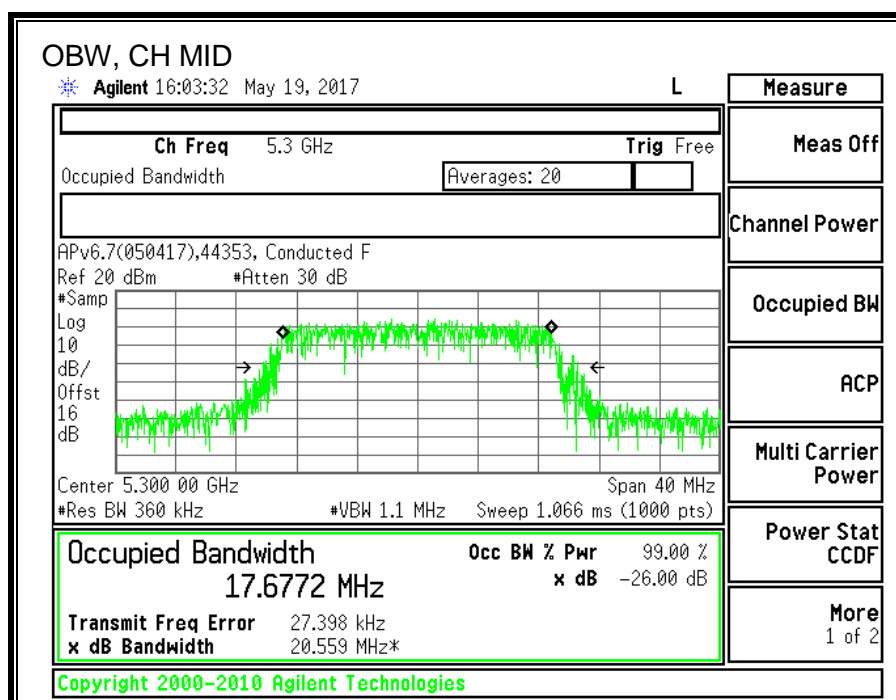 OBW, CH MID
Agilent 16:03:32 May 19, 2017 L
Measure
Ch Freq 5.3 GHz Trig Free
Occupied Bandwidth Averages: 20
APv6.7(050417),44353, Conducted F
Ref 20 dBm #Atten 30 dB
#Samp
Log
10
dB/
Offst
16
dB
Center 5.300 00 GHz Span 40 MHz
#Res BW 360 kHz #VBW 1.1 MHz Sweep 1.066 ms (1000 pts)
Occupied Bandwidth
17.6772 MHz
Occ BW % Pwr 99.00 %
x dB -26.00 dB
Transmit Freq Error 27.398 kHz
x dB Bandwidth 20.559 MHz*
Copyright 2000-2010 Agilent Technologies
Meas Off
Channel Power
Occupied BW
ACP
Multi Carrier
Power
Power Stat
CCDF
More
1 of 2